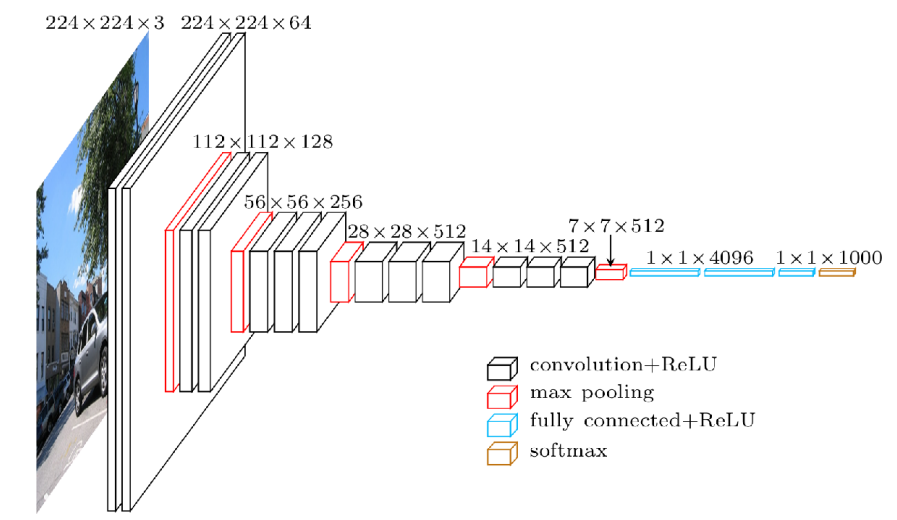 224×224×3
224×224×64
112×112×128
56×56×256
28×28×512
14×14×512
7×7×512
1×1×4096
1×1×1000
convolution+ReLU
max pooling
fully connected+ReLU
softmax